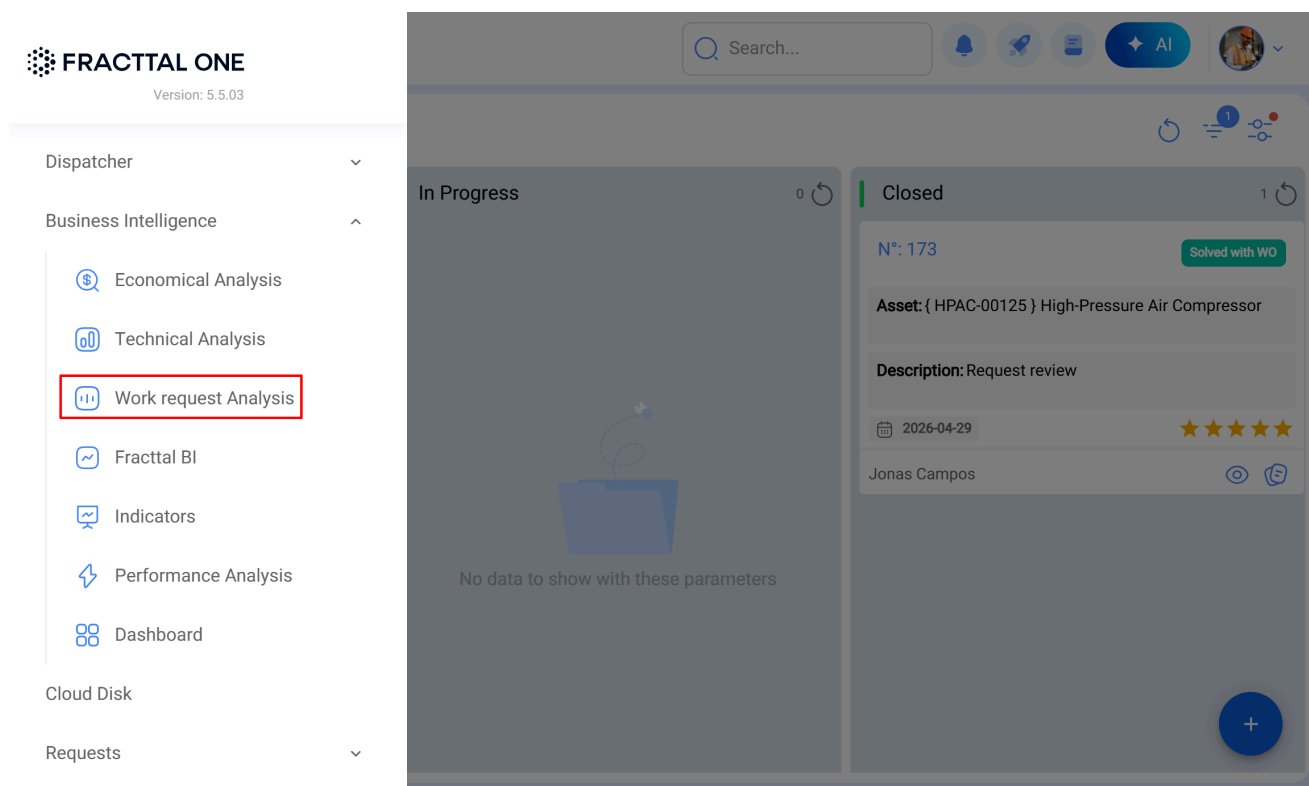 FRACTTAL ONE
Version: 5.5.03
Dispatcher
Business Intelligence
Economical Analysis
Technical Analysis
Work request Analysis
Fracttal BI
Indicators
Performance Analysis
Dashboard
Cloud Disk
Requests
Search...
AI
1
In Progress
0
No data to show with these parameters
Closed
1
N°: 173
Solved with WO
Asset: { HPAC-00125 } High-Pressure Air Compressor
Description: Request review
2026-04-29
Jonas Campos